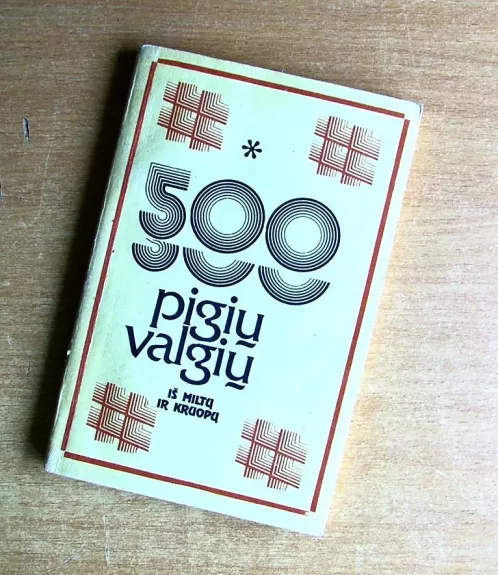 *
500
pigių
valgių
IŠ MILTŲ
IR KRUOPŲ